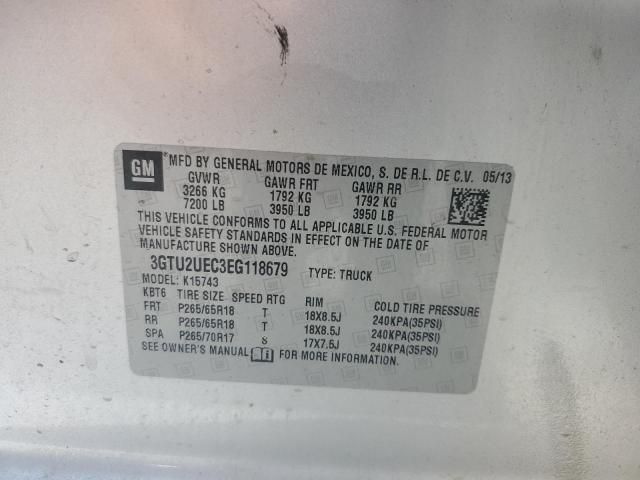 GM
*MFD BY GENERAL MOTORS DE MEXICO, S. DE R.L. DE C.V. 05/13
GVWR GAWR FRT GAWR RR
3266 KG 1792 KG 1792 KG
7200 LB 3950 LB 3950 LB
THIS VEHICLE CONFORMS TO ALL APPLICABLE U.S. FEDERAL MOTOR
VEHICLE SAFETY STANDARDS IN EFFECT ON THE DATE OF
MANUFACTURE SHOWN ABOVE.
3GTU2UEC3EG118679 TYPE: TRUCK
MODEL: K15743
KBT6 TIRE SIZE SPEED RTG RIM COLD TIRE PRESSURE
FRT P265/65R18 T 18X8.5J 240KPA(35PSI)
RR P265/65R18 T 18X8.5J 240KPA(35PSI)
SPA P265/70R17 S 17X7.5J 240KPA(35PSI)
SEE OWNER'S MANUAL FOR MORE INFORMATION.